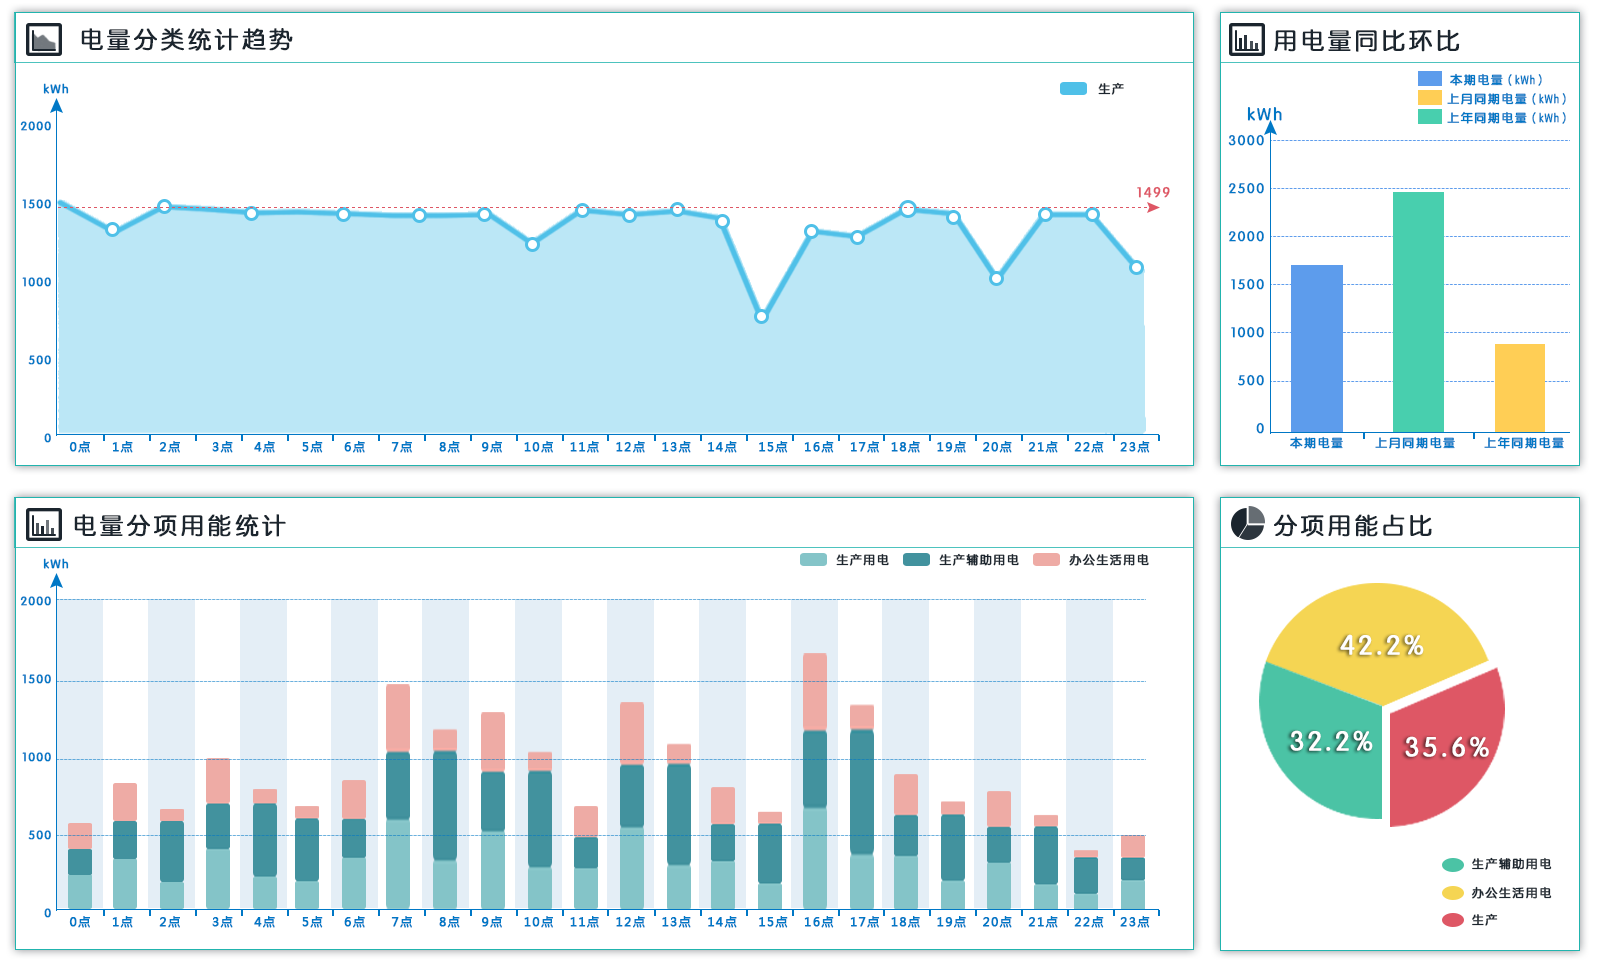 电量分类统计趋势
kWh
生产
2000
1500
1000
500
0
1499
0点 1点 2点 3点 4点 5点 6点 7点 8点 9点 10点 11点 12点 13点 14点 15点 16点 17点 18点 19点 20点 21点 22点 23点
用电量同比环比
本期电量(kWh)
上月同期电量(kWh)
上年同期电量(kWh)
kWh
3000
2500
2000
1500
1000
500
0
本期电量 上月同期电量 上年同期电量
电量分项用能统计
kWh
生产用电 生产辅助用电 办公生活用电
2000
1500
1000
500
0
0点 1点 2点 3点 4点 5点 6点 7点 8点 9点 10点 11点 12点 13点 14点 15点 16点 17点 18点 19点 20点 21点 22点 23点
分项用能占比
42.2%
32.2%
35.6%
生产辅助用电
办公生活用电
生产